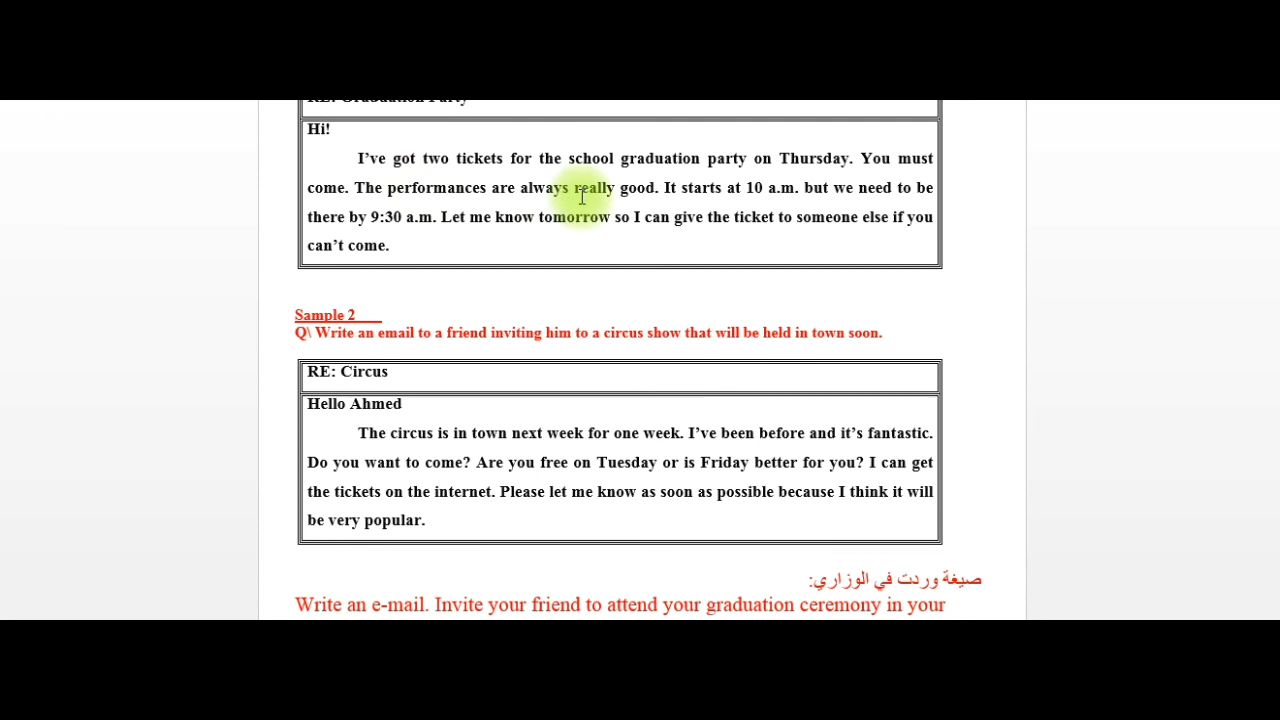 RE: Graduation Party
Hi!
I’ve got two tickets for the school graduation party on Thursday. You must
come. The performances are always really good. It starts at 10 a.m. but we need to be
there by 9:30 a.m. Let me know tomorrow so I can give the ticket to someone else if you
can’t come.
Sample 2
Q\ Write an email to a friend inviting him to a circus show that will be held in town soon.
RE: Circus
Hello Ahmed
The circus is in town next week for one week. I’ve been before and it’s fantastic.
Do you want to come? Are you free on Tuesday or is Friday better for you? I can get
the tickets on the internet. Please let me know as soon as possible because I think it will
be very popular.
صيغة وردت في الوزاري:
Write an e-mail. Invite your friend to attend your graduation ceremony in your